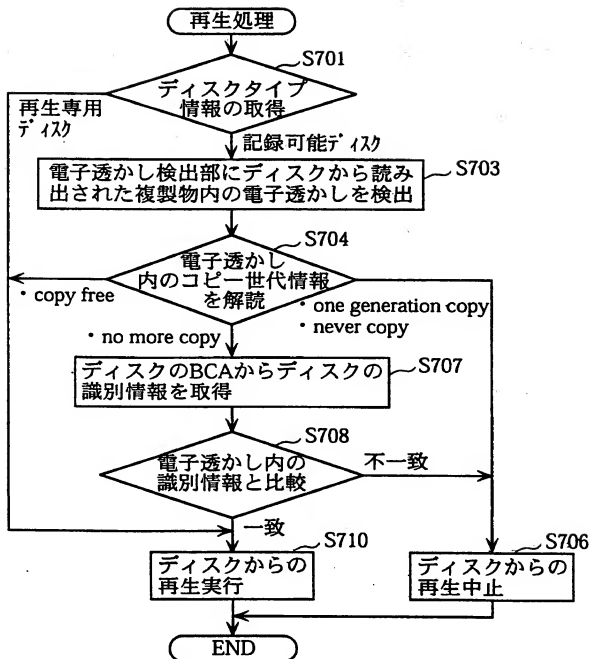 再生処理
S701
ディスクタイプ
情報の取得
再生専用
ディスク
記録可能ディスク
S703
電子透かし検出部にディスクから読み
出された複製物内の電子透かしを検出
S704
電子透かし
内のコピー世代情報
を解読
・copy free
・one generation copy
・never copy
・no more copy
S707
ディスクのBCAからディスクの
識別情報を取得
S708
電子透かし内の
識別情報と比較
不一致
一致
S710
ディスクからの
再生実行
S706
ディスクからの
再生中止
END